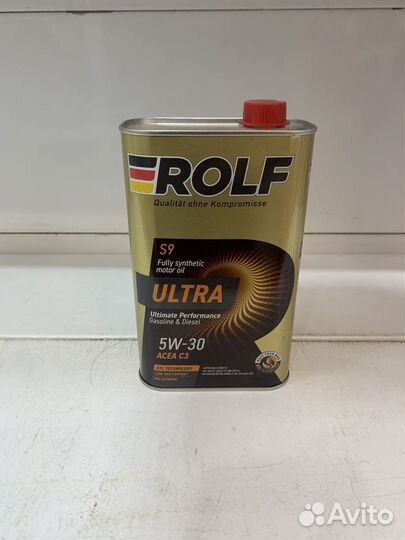 ROLF
Qualität ohne Kompromisse
S9
Fully synthetic
motor oil
ULTRA
Ultimate Performance
Gasoline & Diesel
5W-30
ACEA C3
TECHNOLOGY
Avito